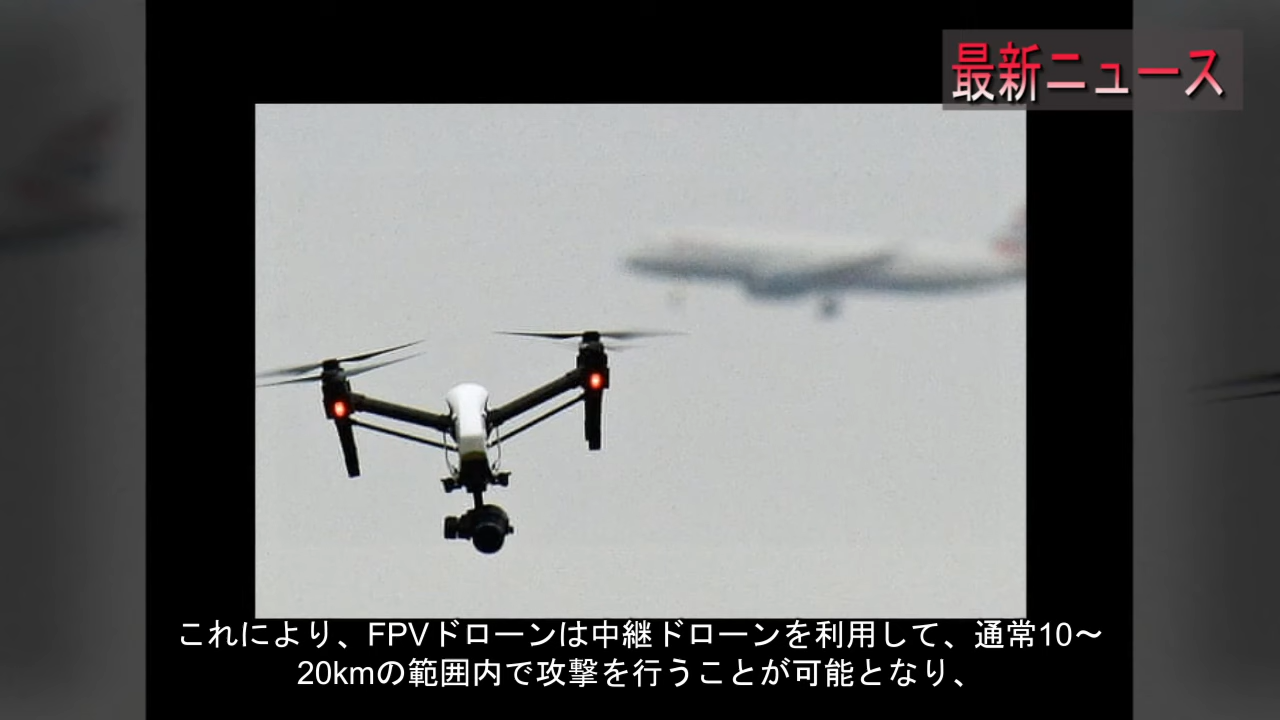 最新ニュース
これにより、FPVドローンは中継ドローンを利用して、通常10～
20kmの範囲内で攻撃を行うことが可能となり、